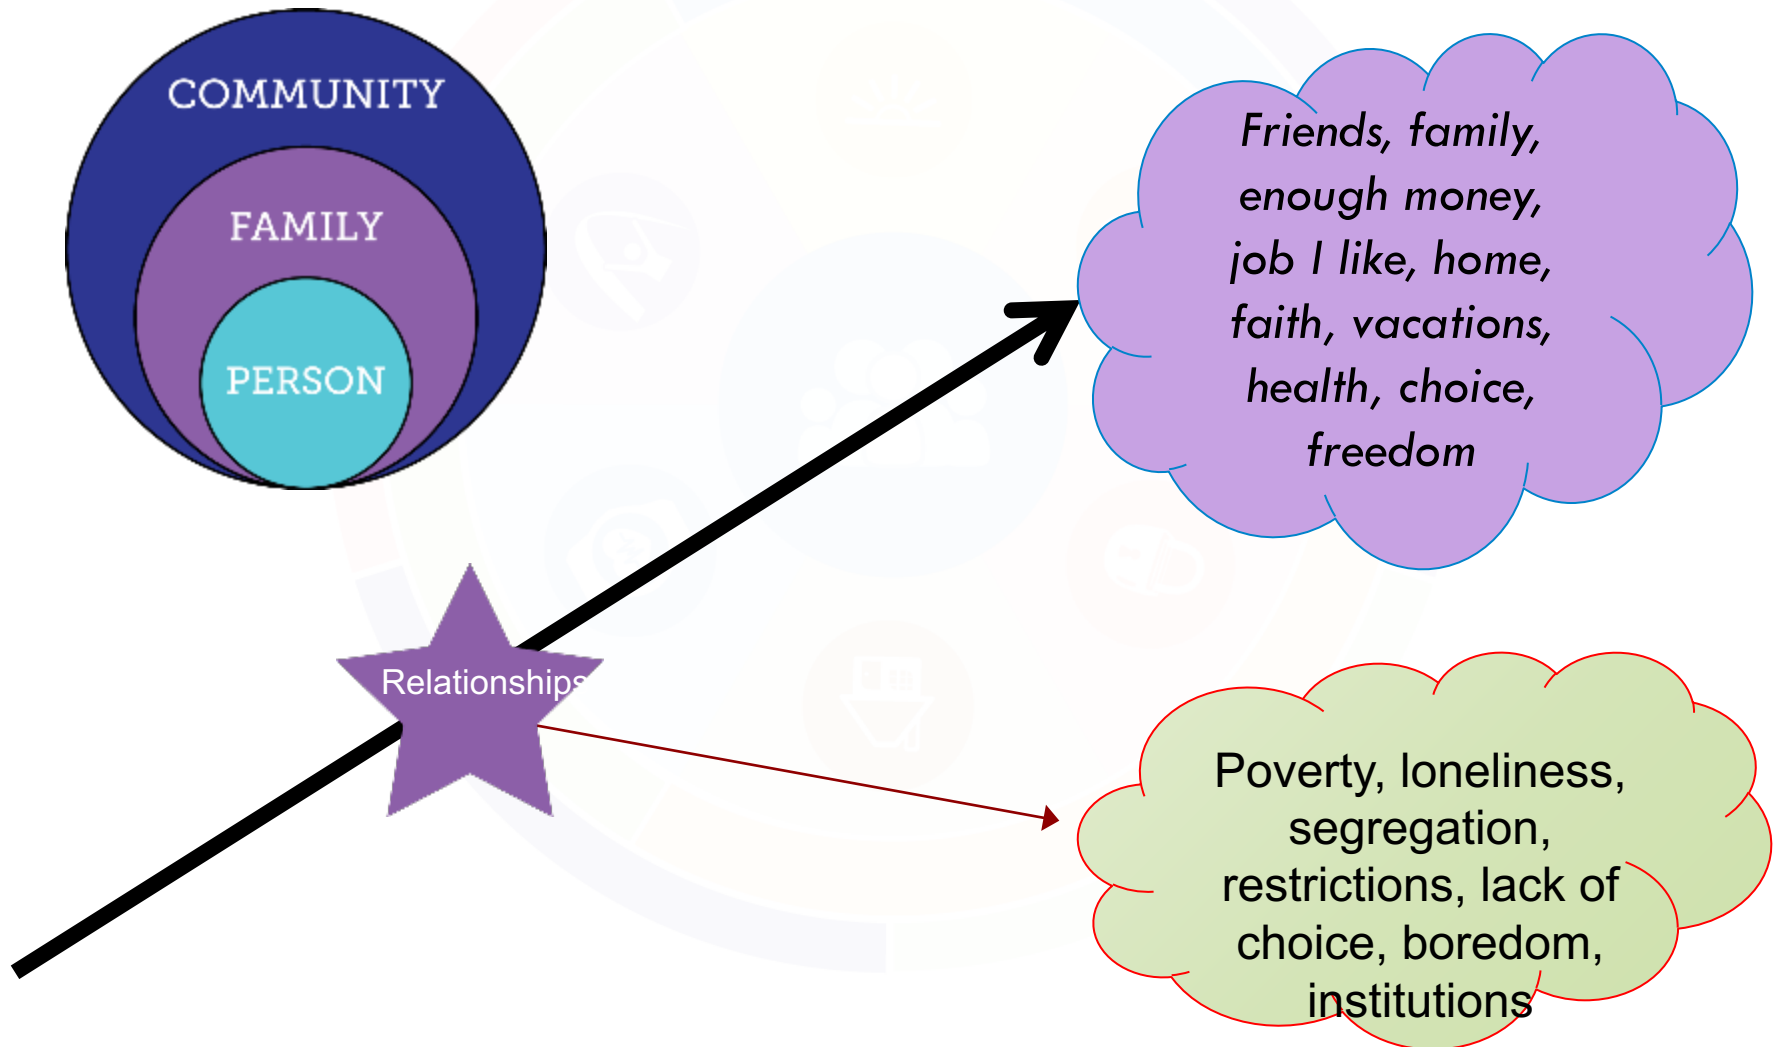 COMMUNITY
FAMILY
PERSON
Friends, family,
enough money,
job I like, home,
faith, vacations,
health, choice,
freedom
Relationships
Poverty, loneliness,
segregation,
restrictions, lack of
choice, boredom,
institutions